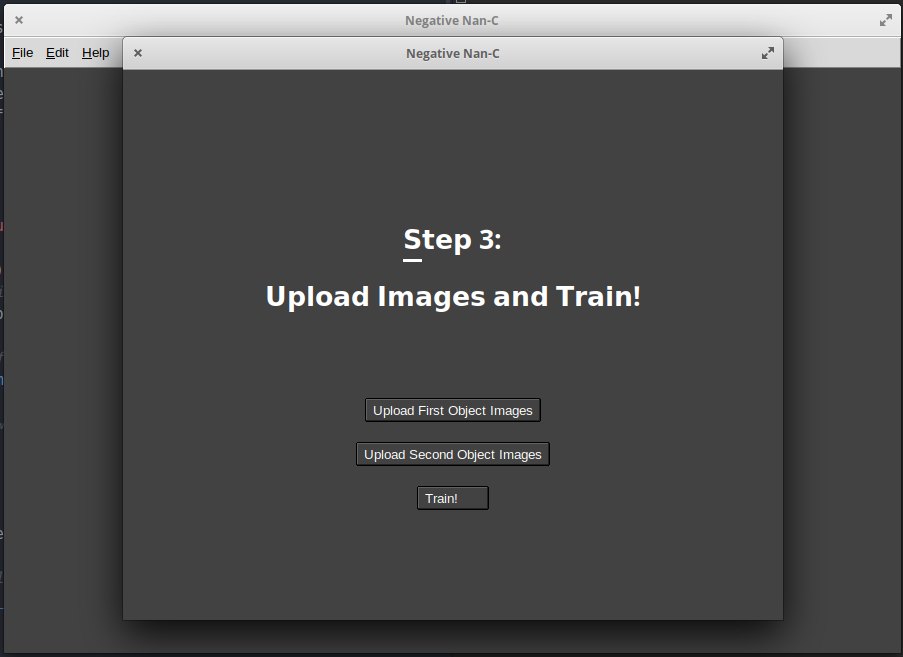 Negative Nan-C
File Edit Help
Negative Nan-C
Step 3:
Upload Images and Train!
Upload First Object Images
Upload Second Object Images
Train!